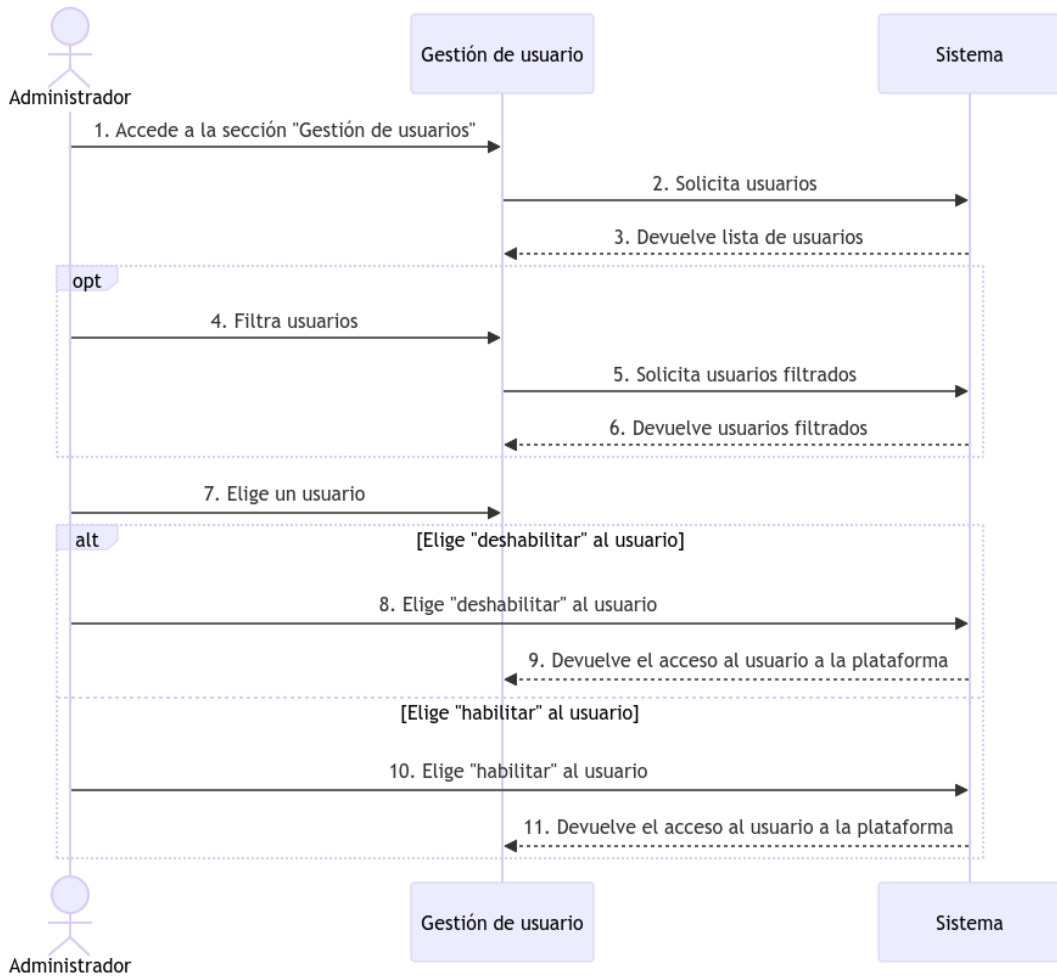 Gestión de usuario
Sistema
Administrador
1. Accede a la sección "Gestión de usuarios"
2. Solicita usuarios
3. Devuelve lista de usuarios
opt
4. Filtra usuarios
5. Solicita usuarios filtrados
6. Devuelve usuarios filtrados
7. Elige un usuario
alt
[Elige "deshabilitar" al usuario]
8. Elige "deshabilitar" al usuario
9. Devuelve el acceso al usuario a la plataforma
[Elige "habilitar" al usuario]
10. Elige "habilitar" al usuario
11. Devuelve el acceso al usuario a la plataforma
Gestión de usuario
Sistema
Administrador